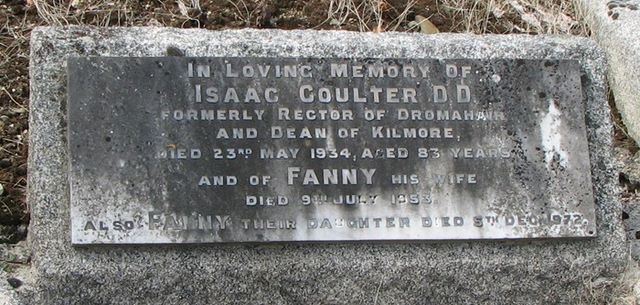 IN LOVING MEMORY OF
ISAAC COULTER D.D.
FORMERLY RECTOR OF DROMAHAIR
AND DEAN OF KILMORE,
DIED 23RD MAY 1934, AGED 83 YEARS
AND OF FANNY HIS WIFE
DIED 9TH JULY 1953.
ALSO FANNY THEIR DAUGHTER DIED 8TH DEC. 1972.